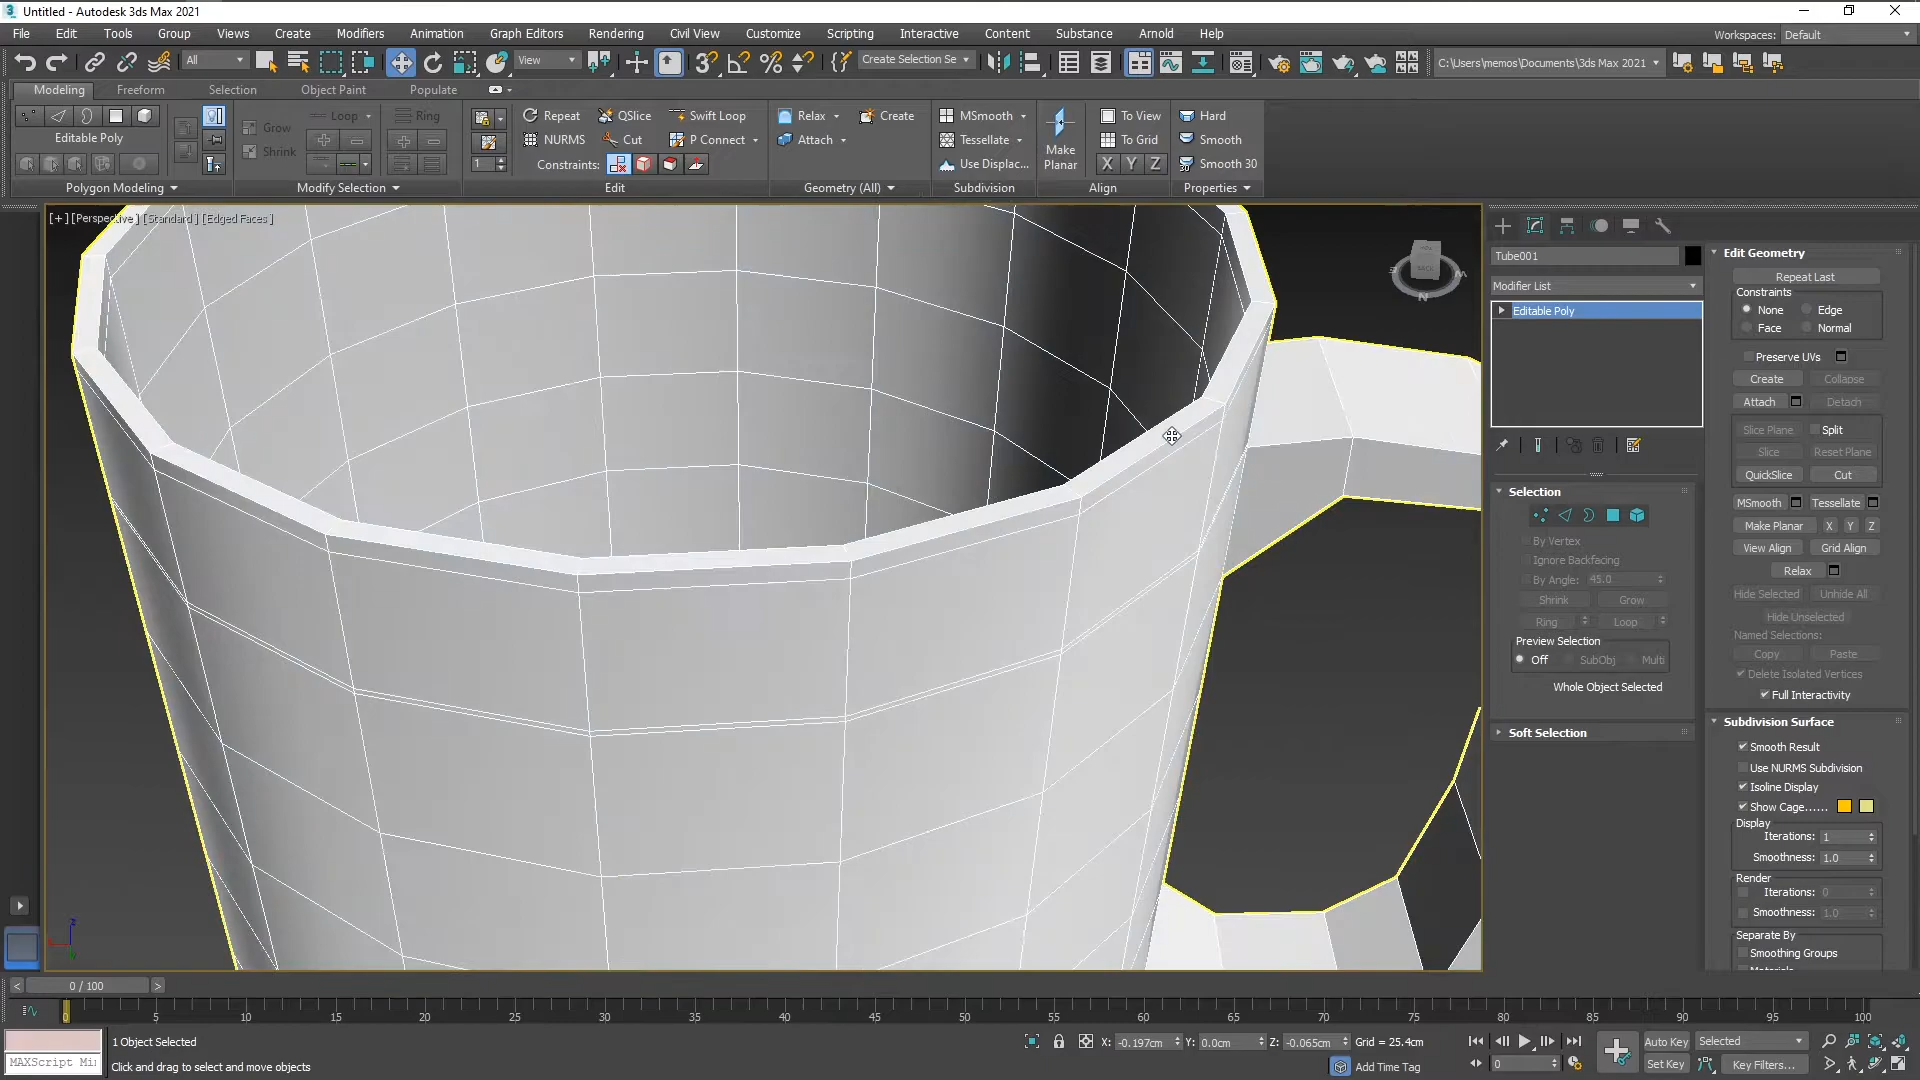 Untitled - Autodesk 3ds Max 2021
File Edit Tools Group Views Create Modifiers Animation Graph Editors Rendering Civil View Customize Scripting Interactive Content Substance Arnold Help
Workspaces: Default
All
View
Create Selection Se
C:\Users\memos\Documents\3ds Max 2021
Modeling Freeform Selection Object Paint Populate
Editable Poly
Polygon Modeling
Grow
Shrink
Loop
Ring
Modify Selection
1
Repeat QSlice Swift Loop
NURMS Cut P Connect
Constraints:
Edit
Relax Create
Attach
Geometry (All)
MSmooth
Tessellate
Use Displac...
Subdivision
Make
Planar
To View
To Grid
X Y Z
Align
Hard
Smooth
Smooth 30
Properties
[+] [Perspective] [Standard] [Edged Faces]
Tube001
Modifier List
Editable Poly
Selection
By Vertex
Ignore Backfacing
By Angle: 45.0
Shrink Grow
Ring Loop
Preview Selection
Off SubObj Multi
Whole Object Selected
Soft Selection
Edit Geometry
Repeat Last
Constraints
None Edge
Face Normal
Preserve UVs
Create Collapse
Attach Detach
Slice Plane Split
Slice Reset Plane
QuickSlice Cut
MSmooth Tessellate
Make Planar X Y Z
View Align Grid Align
Relax
Hide Selected Unhide All
Hide Unselected
Named Selections:
Copy Paste
Delete Isolated Vertices
Full Interactivity
Subdivision Surface
Smooth Result
Use NURMS Subdivision
Isoline Display
Show Cage......
Display
Iterations: 1
Smoothness: 1.0
Render
Iterations: 0
Smoothness: 1.0
Separate By
Smoothing Groups
0 / 100
0 5 10 15 20 25 30 35 40 45 50 55 60 65 70 75 80 85 90 95 100
1 Object Selected
Click and drag to select and move objects
MAXScript Mi
X: -0.197cm Y: 0.0cm Z: -0.065cm Grid = 25.4cm
Add Time Tag
0
Auto Key Selected
Set Key Key Filters...